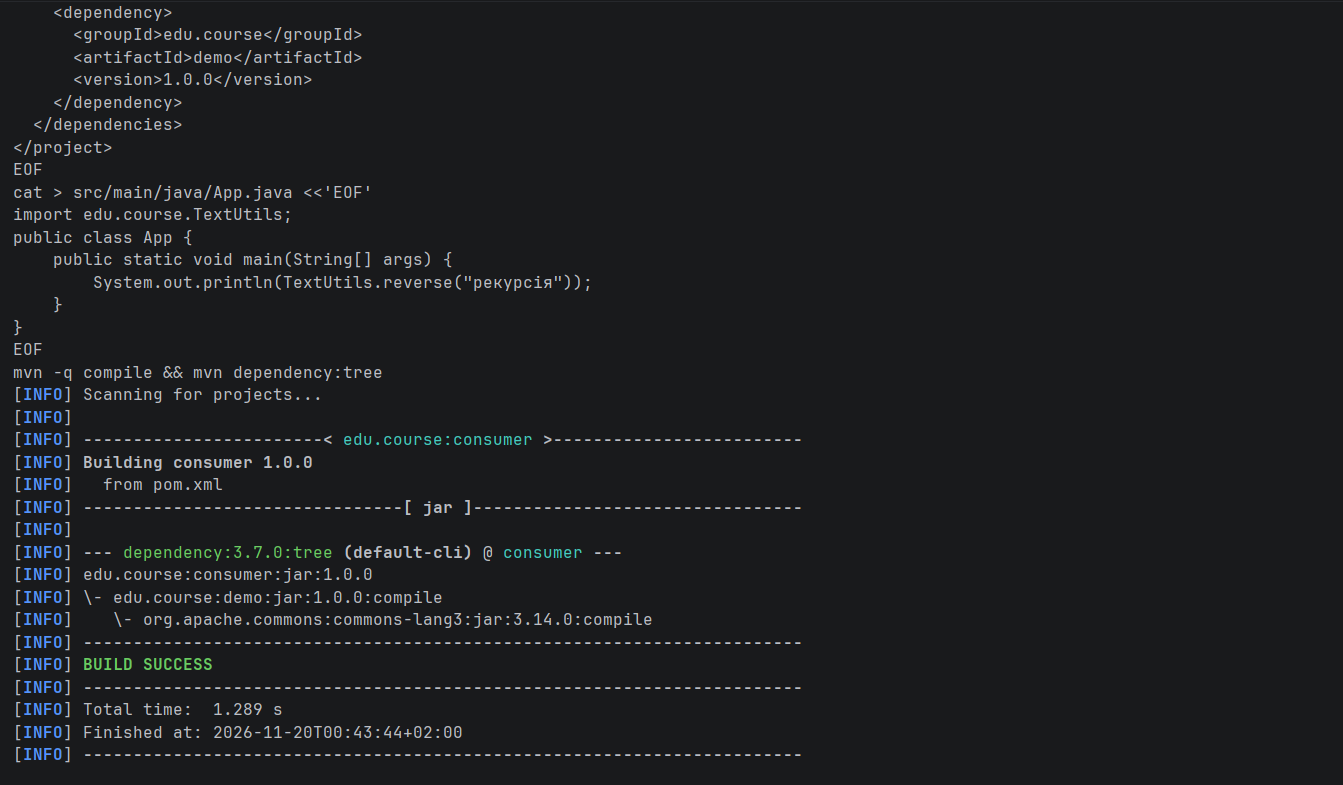 <dependency>
      <groupId>edu.course</groupId>
      <artifactId>demo</artifactId>
      <version>1.0.0</version>
    </dependency>
  </dependencies>
</project>
EOF
cat > src/main/java/App.java <<'EOF'
import edu.course.TextUtils;
public class App {
    public static void main(String[] args) {
        System.out.println(TextUtils.reverse("рекурсія"));
    }
}
EOF
mvn -q compile && mvn dependency:tree
[INFO] Scanning for projects...
[INFO]
[INFO] ------------------------< edu.course:consumer >-------------------------
[INFO] Building consumer 1.0.0
[INFO]   from pom.xml
[INFO] --------------------------------[ jar ]---------------------------------
[INFO]
[INFO] --- dependency:3.7.0:tree (default-cli) @ consumer ---
[INFO] edu.course:consumer:jar:1.0.0
[INFO] \- edu.course:demo:jar:1.0.0:compile
[INFO]    \- org.apache.commons:commons-lang3:jar:3.14.0:compile
[INFO] ------------------------------------------------------------------------
[INFO] BUILD SUCCESS
[INFO] ------------------------------------------------------------------------
[INFO] Total time:  1.289 s
[INFO] Finished at: 2026-11-20T00:43:44+02:00
[INFO] ------------------------------------------------------------------------